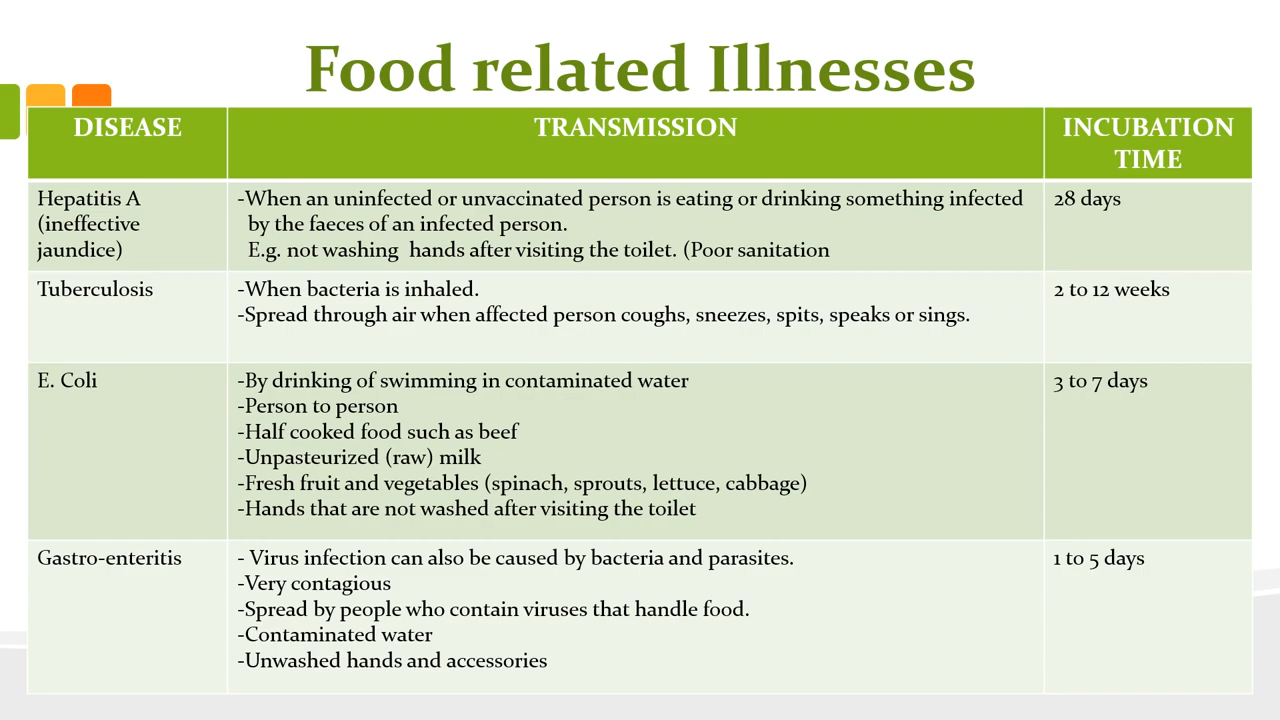 Food related Illnesses
DISEASE
TRANSMISSION
INCUBATION
TIME
Hepatitis A
(ineffective
jaundice)
-When an uninfected or unvaccinated person is eating or drinking something infected
by the faeces of an infected person.
E.g. not washing  hands after visiting the toilet. (Poor sanitation
28 days
Tuberculosis
-When bacteria is inhaled.
-Spread through air when affected person coughs, sneezes, spits, speaks or sings.
2 to 12 weeks
E. Coli
-By drinking of swimming in contaminated water
-Person to person
-Half cooked food such as beef
-Unpasteurized (raw) milk
-Fresh fruit and vegetables (spinach, sprouts, lettuce, cabbage)
-Hands that are not washed after visiting the toilet
3 to 7 days
Gastro-enteritis
- Virus infection can also be caused by bacteria and parasites.
-Very contagious
-Spread by people who contain viruses that handle food.
-Contaminated water
-Unwashed hands and accessories
1 to 5 days